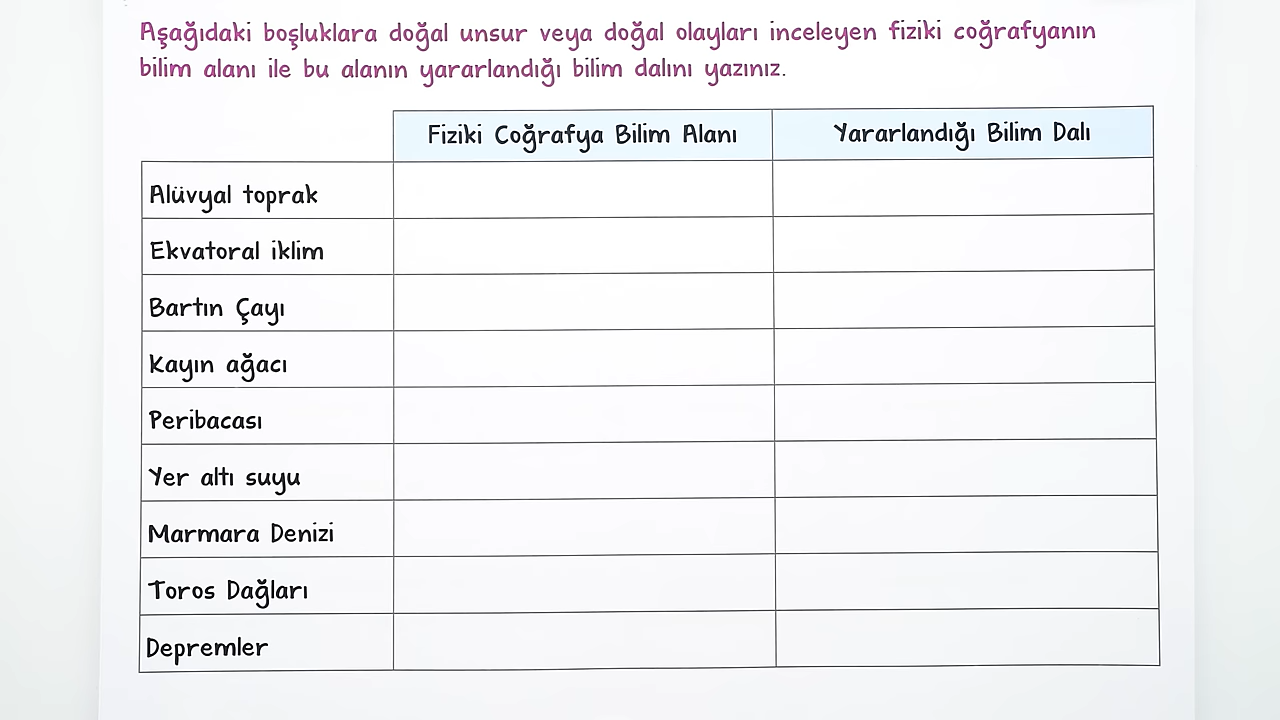 Aşağıdaki boşluklara doğal unsur veya doğal olayları inceleyen fiziki coğrafyanın
bilim alanı ile bu alanın yararlandığı bilim dalını yazınız.
Fiziki Coğrafya Bilim Alanı Yararlandığı Bilim Dalı
Alüvyal toprak
Ekvatoral iklim
Bartın Çayı
Kayın ağacı
Peribacası
Yer altı suyu
Marmara Denizi
Toros Dağları
Depremler